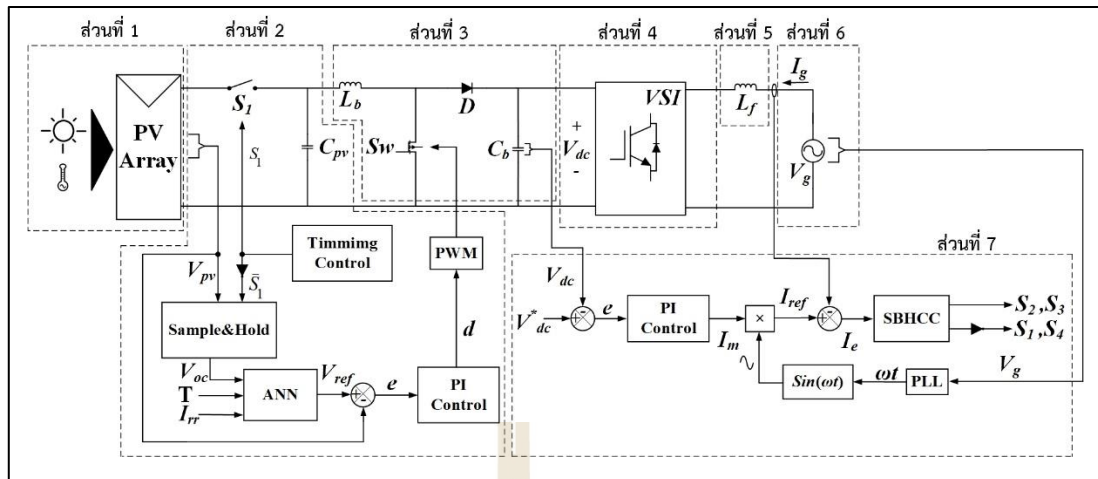 ส่วนที่ 1
ส่วนที่ 2
ส่วนที่ 3
ส่วนที่ 4
ส่วนที่ 5
ส่วนที่ 6
PV
Array
S1
S1
Cpv
Lb
Sw
D
Cb
+
Vdc
-
VSI
Lf
Ig
Vg
ส่วนที่ 7
Timmimg
Control
PWM
Vpv
S̄1
Sample&Hold
Voc
T
Irr
ANN
Vref
+
-
e
PI
Control
d
Vdc
V*dc
+
-
e
PI
Control
Im
×
Iref
+
-
Ie
SBHCC
S2 ,S3
S1 ,S4
Sin(ωt)
ωt
PLL
Vg